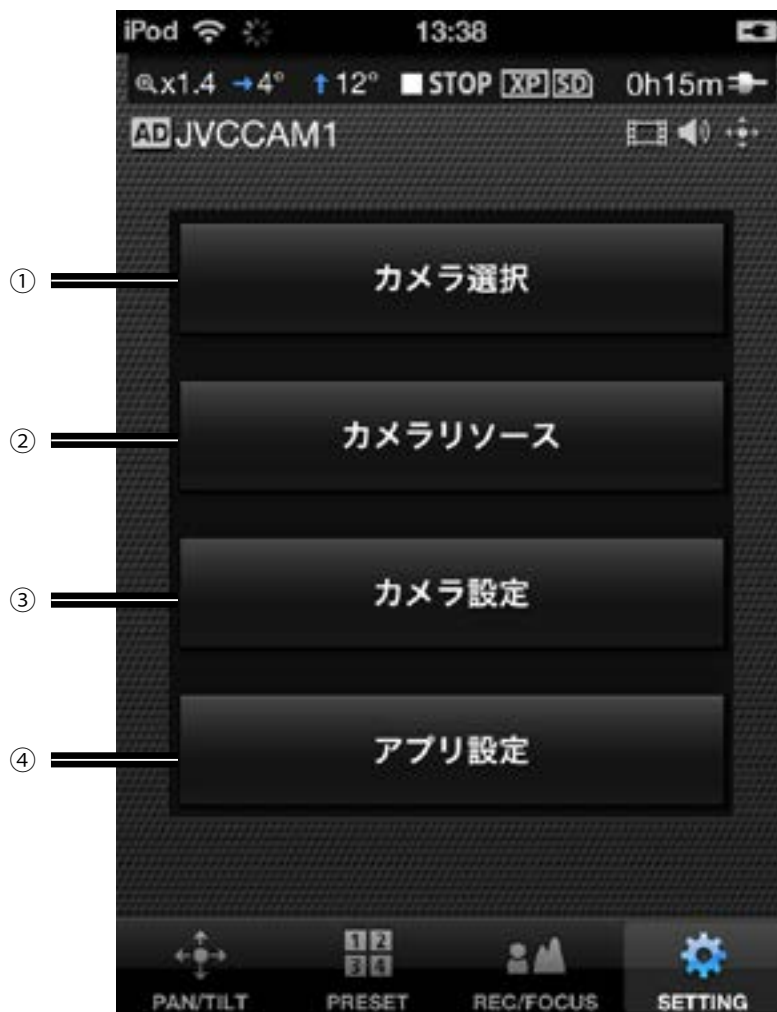 iPod 13:38
x1.4 →4° ↑12° ■STOP XP SD 0h15m
AD JVCCAM1
① カメラ選択
② カメラリソース
③ カメラ設定
④ アプリ設定
1 2
3 4
PAN/TILT PRESET REC/FOCUS SETTING